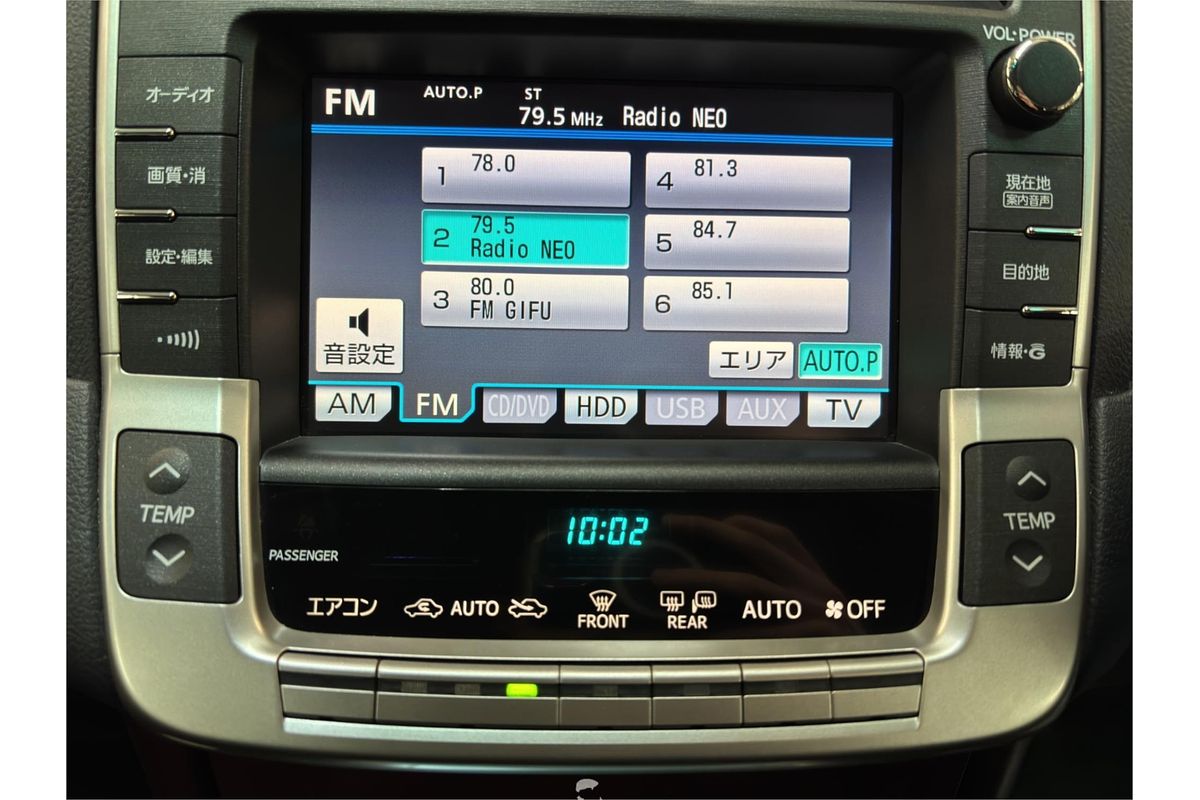 VOL·POWER
オーディオ
画質·消
設定·編集
現在地
案内音声
目的地
情報·G
FM AUTO.P ST 79.5 MHz Radio NEO
1 78.0
2 79.5
Radio NEO
3 80.0
FM GIFU
4 81.3
5 84.7
6 85.1
音設定
エリア AUTO.P
AM FM CD/DVD HDD USB AUX TV
TEMP
TEMP
10:02
PASSENGER
エアコン AUTO FRONT REAR AUTO OFF